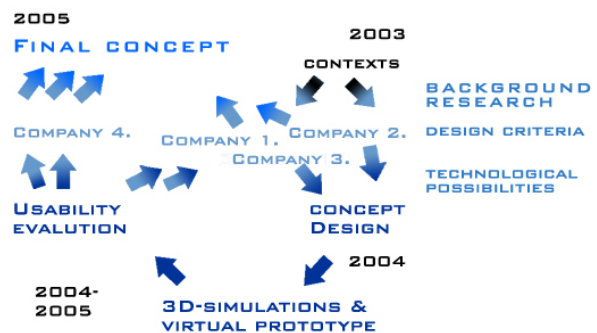 2005
FINAL CONCEPT
2003
CONTEXTS
BACKGROUND
RESEARCH
COMPANY 4.
COMPANY 1.
COMPANY 2.
DESIGN CRITERIA
COMPANY 3.
TECHNOLOGICAL
POSSIBILITIES
USABILITY
EVALUTION
CONCEPT
DESIGN
2004
2004-
2005
3D-SIMULATIONS &
VIRTUAL PROTOTYPE